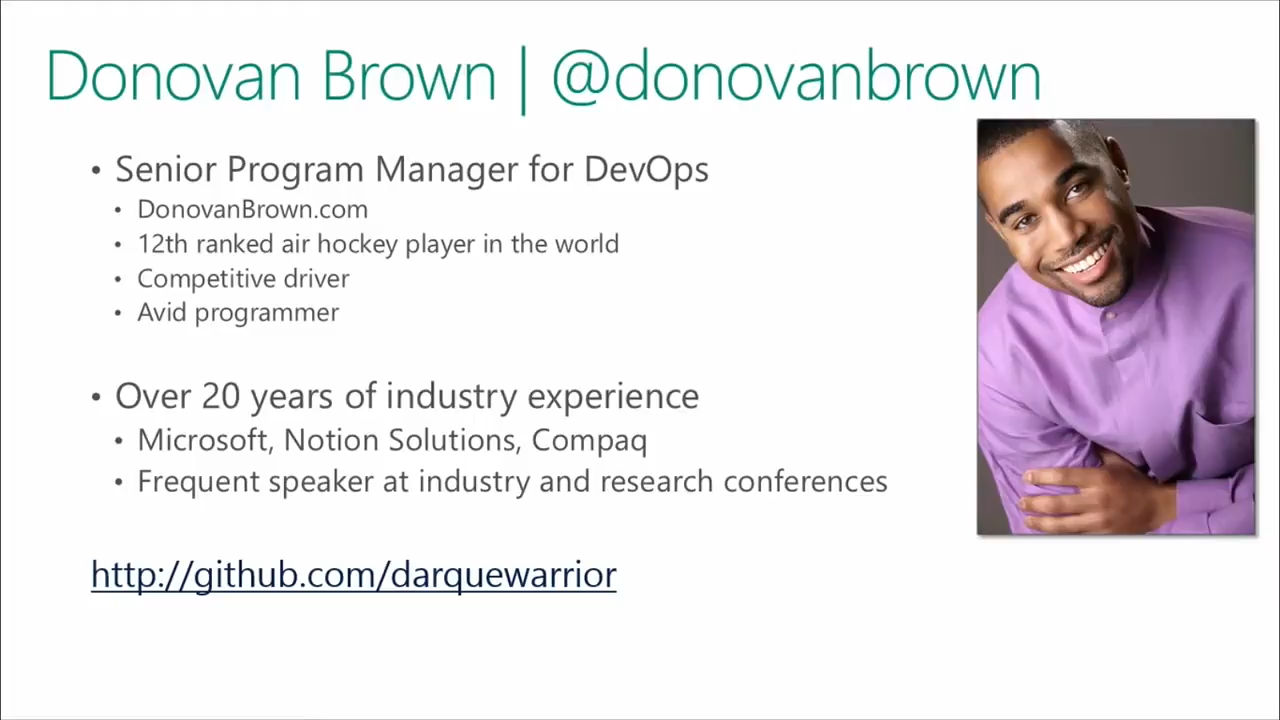 Donovan Brown | @donovanbrown
• Senior Program Manager for DevOps
• DonovanBrown.com
• 12th ranked air hockey player in the world
• Competitive driver
• Avid programmer
• Over 20 years of industry experience
• Microsoft, Notion Solutions, Compaq
• Frequent speaker at industry and research conferences
http://github.com/darquewarrior